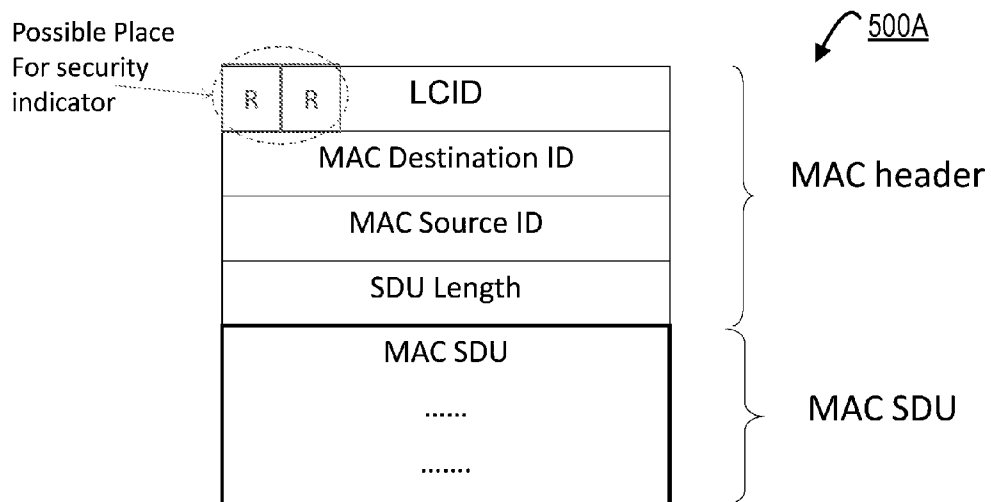 500A
Possible Place
For security
indicator
R R LCID
MAC Destination ID
MAC Source ID
SDU Length
MAC header
MAC SDU
......
.......
MAC SDU